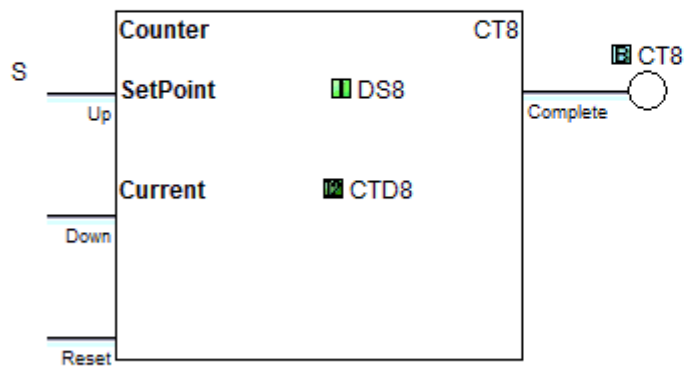 Counter CT8
B CT8
S
SetPoint I DS8
Up
Complete
Current CTD8
Down
Reset